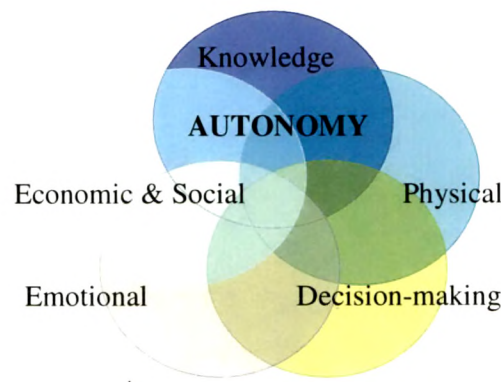 Knowledge
AUTONOMY
Economic & Social
Physical
Emotional
Decision-making